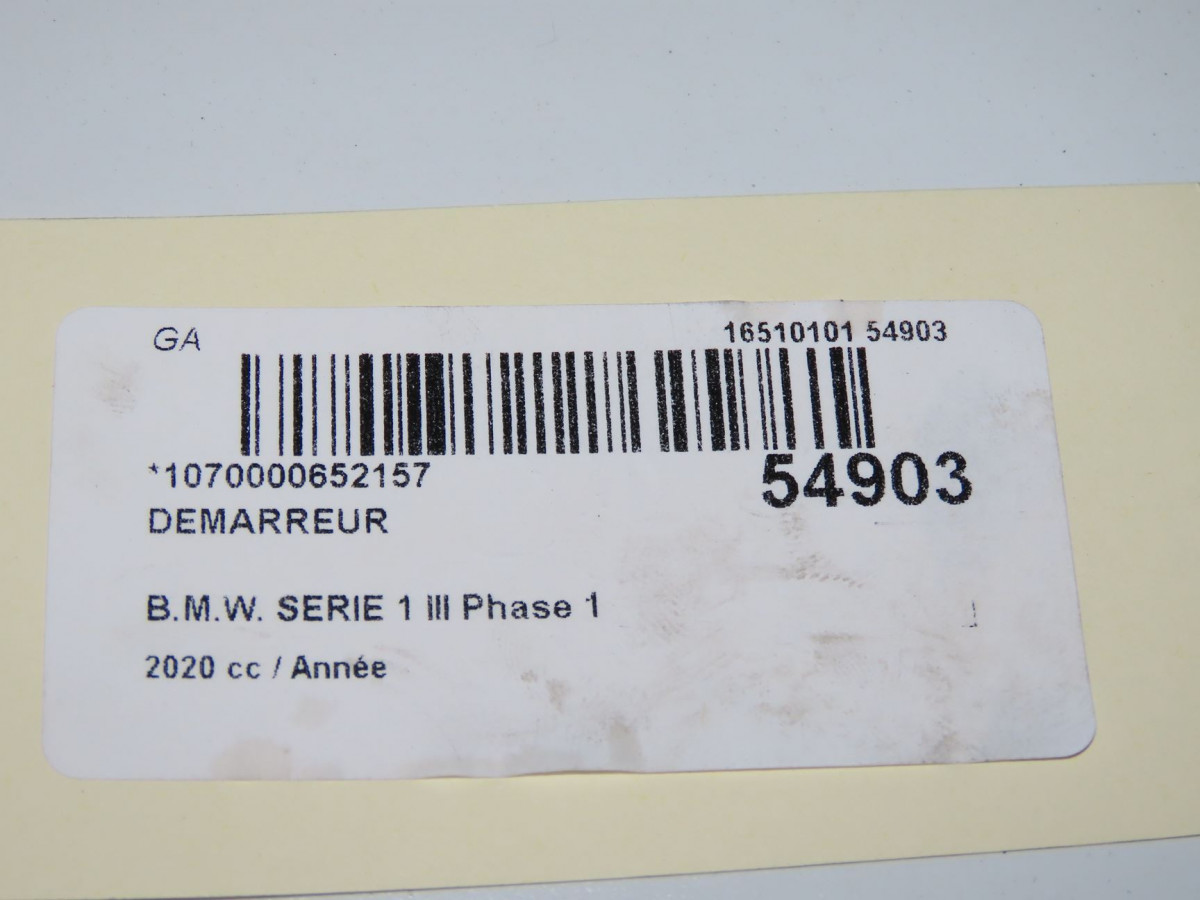 GA
16510101 54903
*1070000652157
54903
DEMARREUR
B.M.W. SERIE 1 III Phase 1
2020 cc / Année